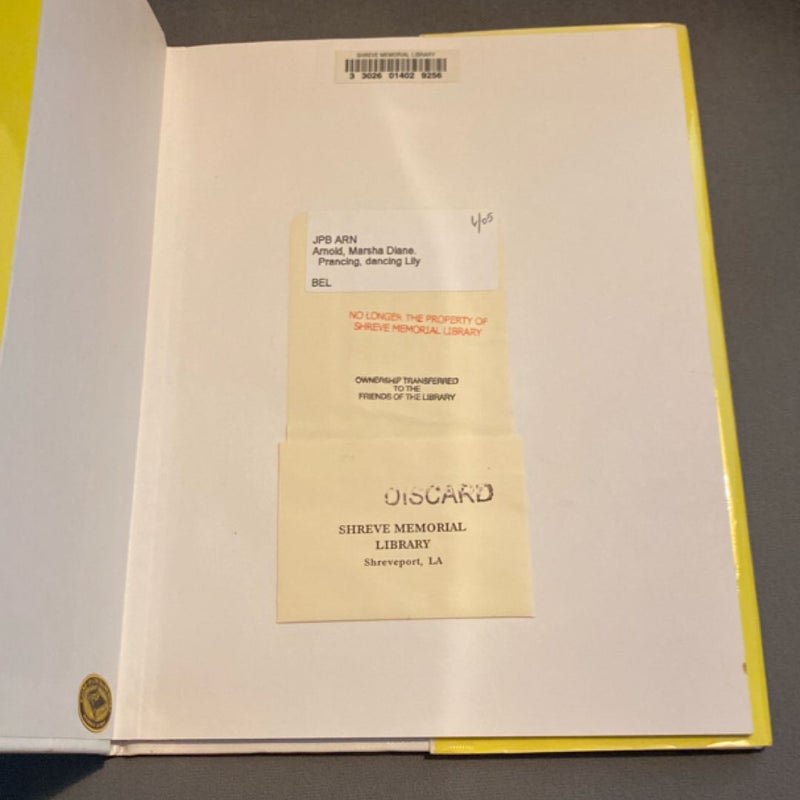 SHREVE MEMORIAL LIBRARY
3 3026 01402 9256
4/05
JPB ARN
Arnold, Marsha Diane.
Prancing, dancing Lily
BEL
NO LONGER THE PROPERTY OF
SHREVE MEMORIAL LIBRARY
OWNERSHIP TRANSFERRED
TO THE
FRIENDS OF THE LIBRARY
DISCARD
SHREVE MEMORIAL
LIBRARY
Shreveport, LA